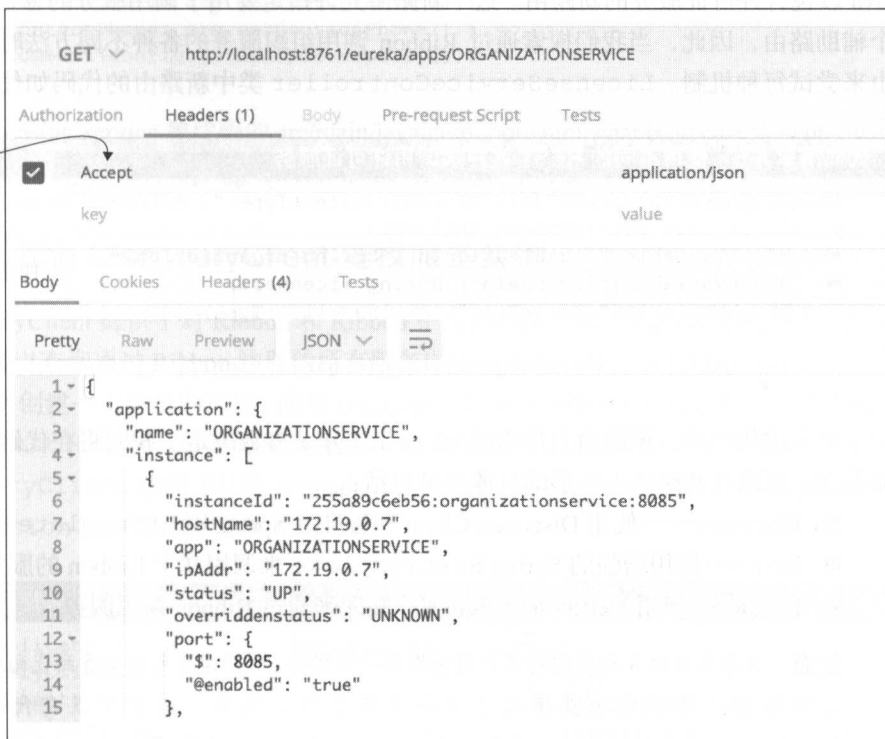 GET http://localhost:8761/eureka/apps/ORGANIZATIONSERVICE
Authorization Headers (1) Body Pre-request Script Tests
Accept application/json
key value
Body Cookies Headers (4) Tests
Pretty Raw Preview JSON
1 {
2 "application": {
3 "name": "ORGANIZATIONSERVICE",
4 "instance": [
5 {
6 "instanceId": "255a89c6eb56:organizationservice:8085",
7 "hostName": "172.19.0.7",
8 "app": "ORGANIZATIONSERVICE",
9 "ipAddr": "172.19.0.7",
10 "status": "UP",
11 "overriddenstatus": "UNKNOWN",
12 "port": {
13 "$": 8085,
14 "@enabled": "true"
15 },